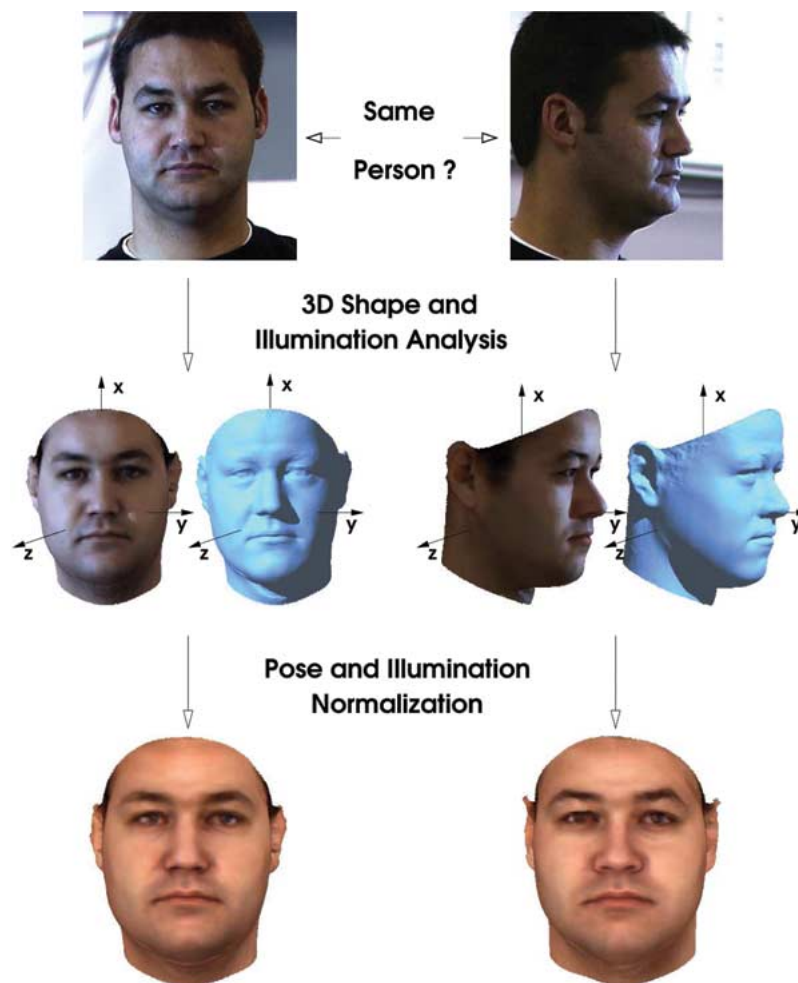 Same
Person ?
3D Shape and
Illumination Analysis
x
x
x
x
y
y
y
y
z
z
z
z
Pose and Illumination
Normalization